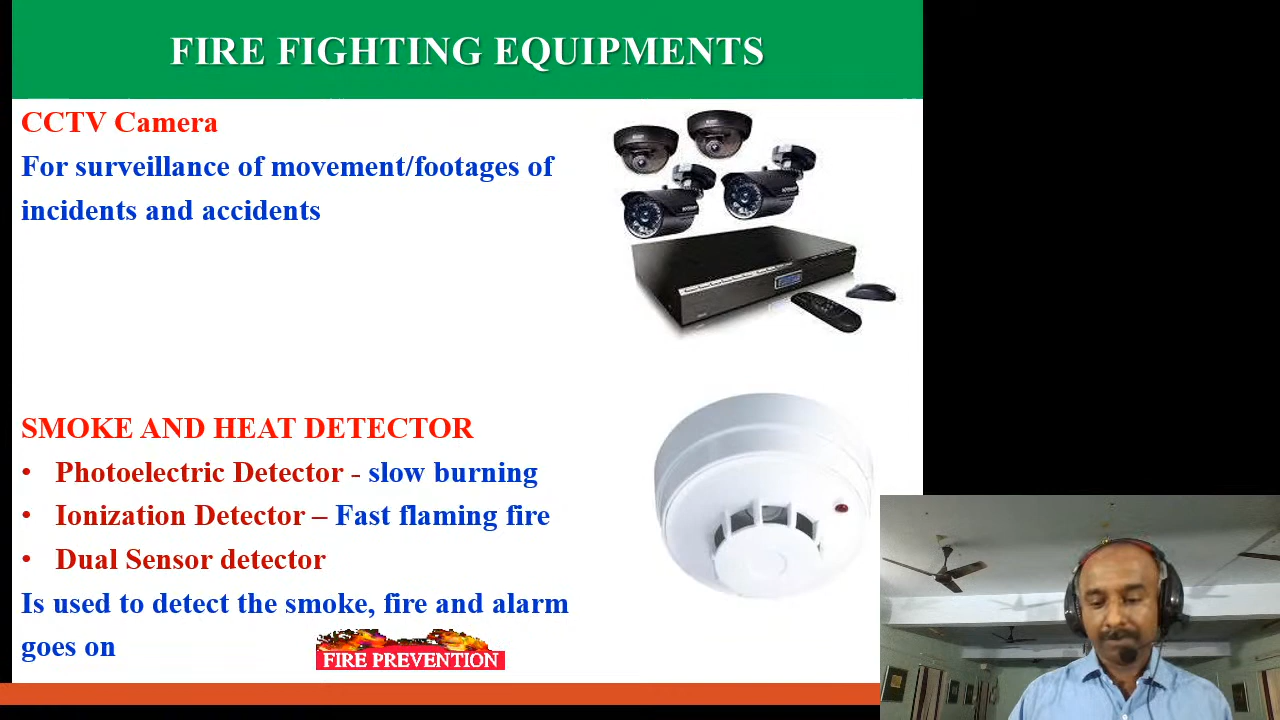 FIRE FIGHTING EQUIPMENTS
CCTV Camera
For surveillance of movement/footages of
incidents and accidents
SMOKE AND HEAT DETECTOR
• Photoelectric Detector - slow burning
• Ionization Detector – Fast flaming fire
• Dual Sensor detector
Is used to detect the smoke, fire and alarm
goes on
FIRE PREVENTION